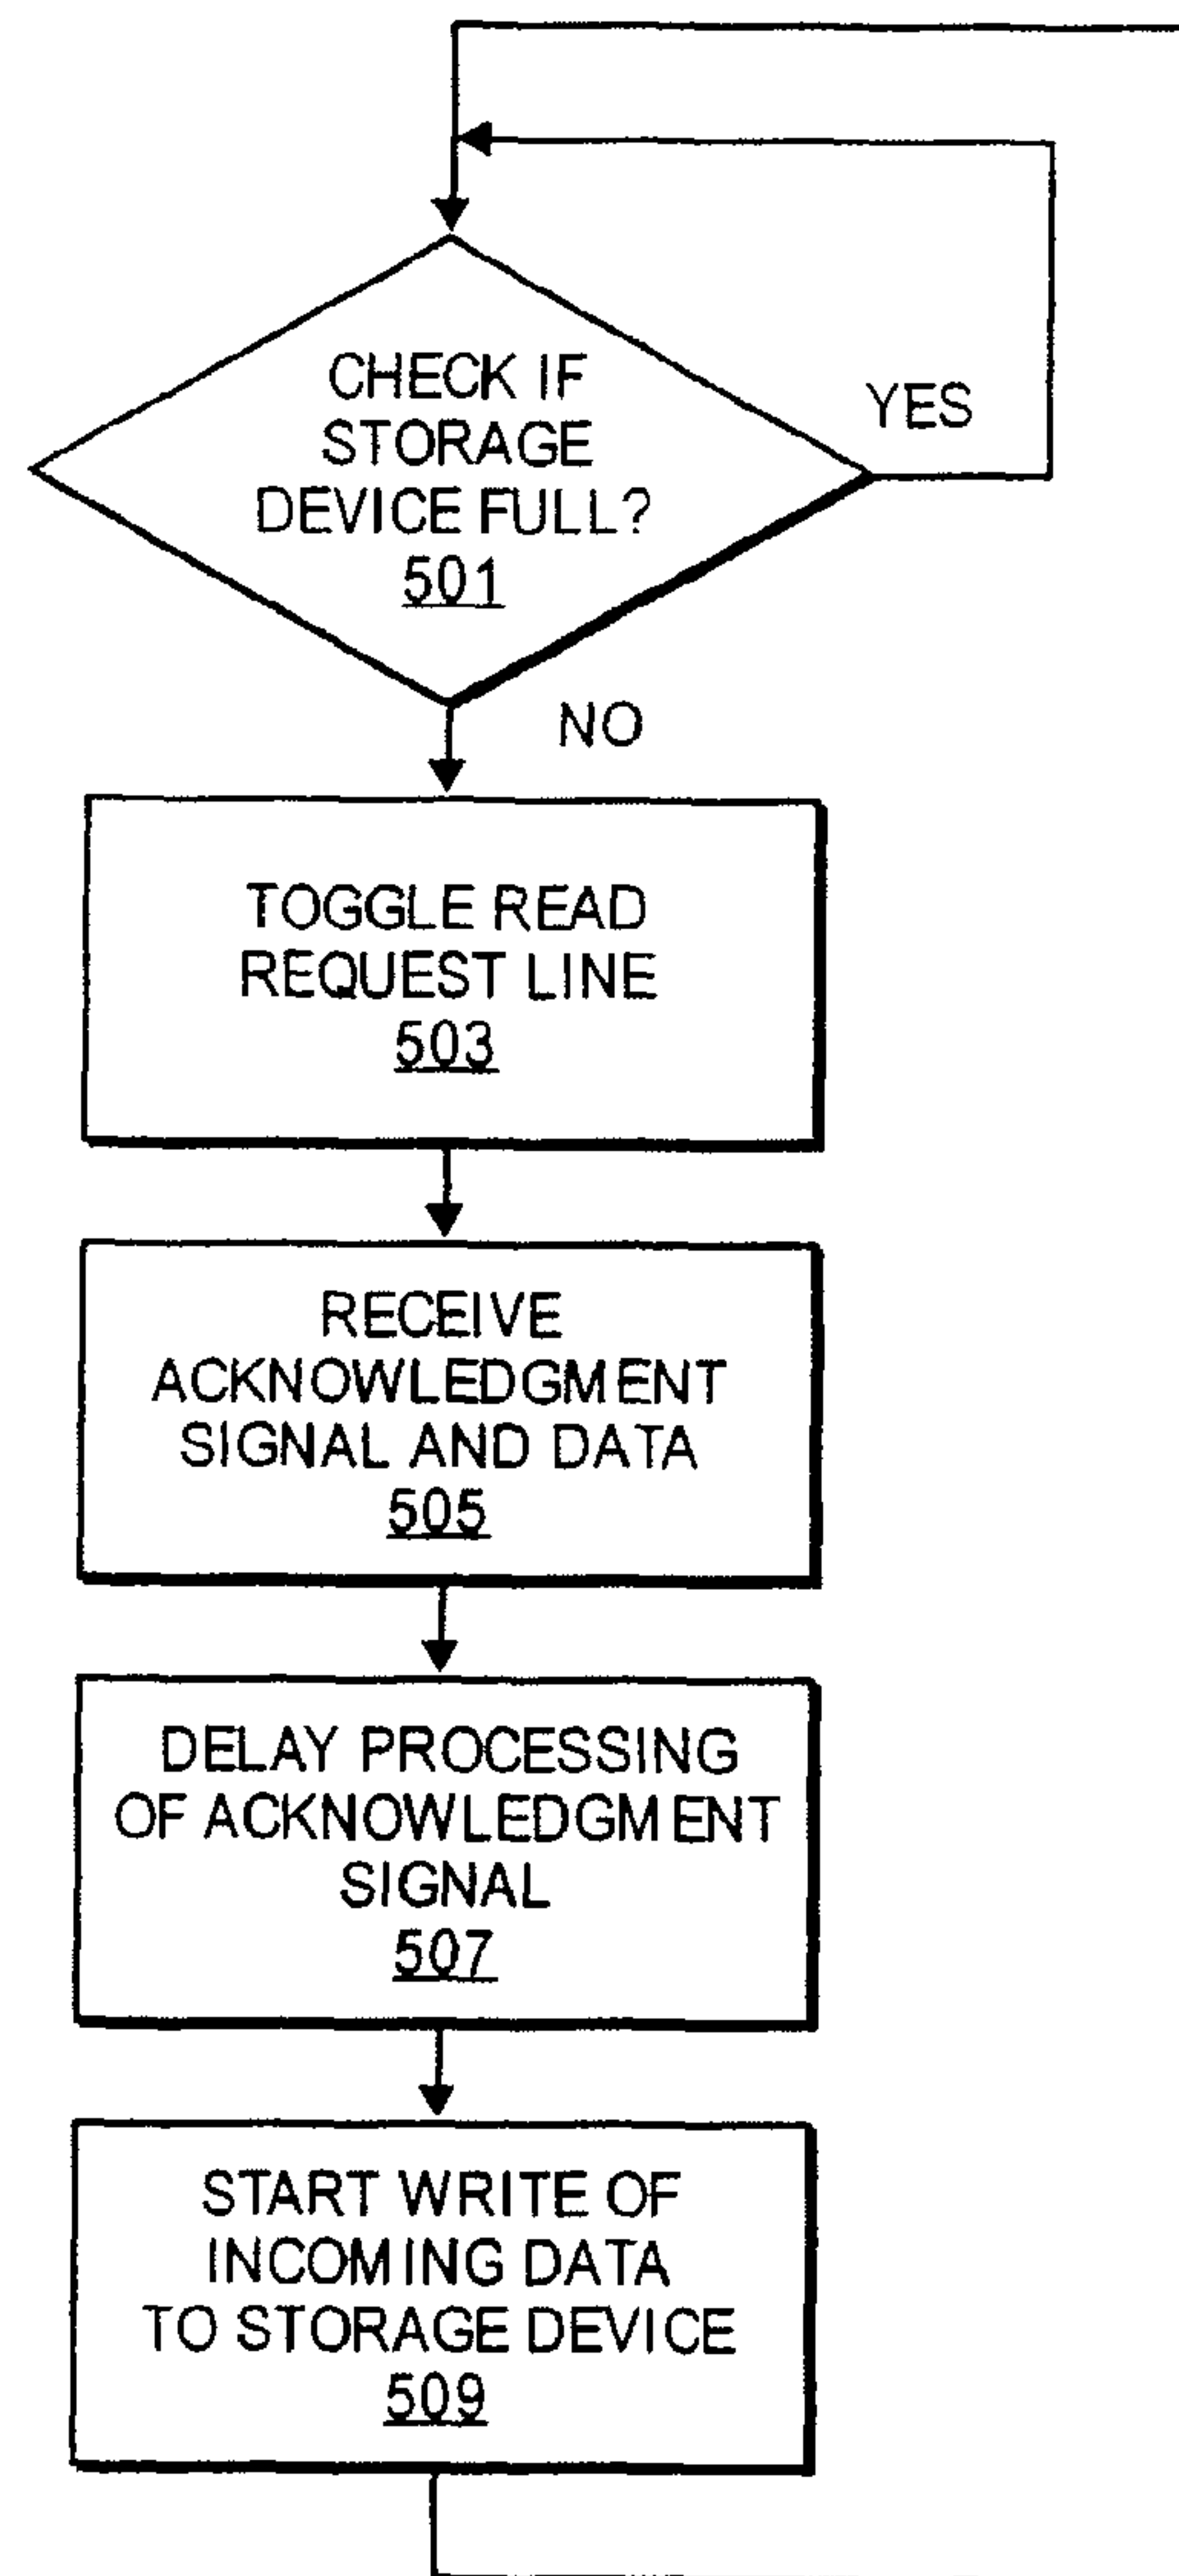 CHECK IF
STORAGE
DEVICE FULL?
501
YES
NO
TOGGLE READ
REQUEST LINE
503
RECEIVE
ACKNOWLEDGMENT
SIGNAL AND DATA
505
DELAY PROCESSING
OF ACKNOWLEDGMENT
SIGNAL
507
START WRITE OF
INCOMING DATA
TO STORAGE DEVICE
509